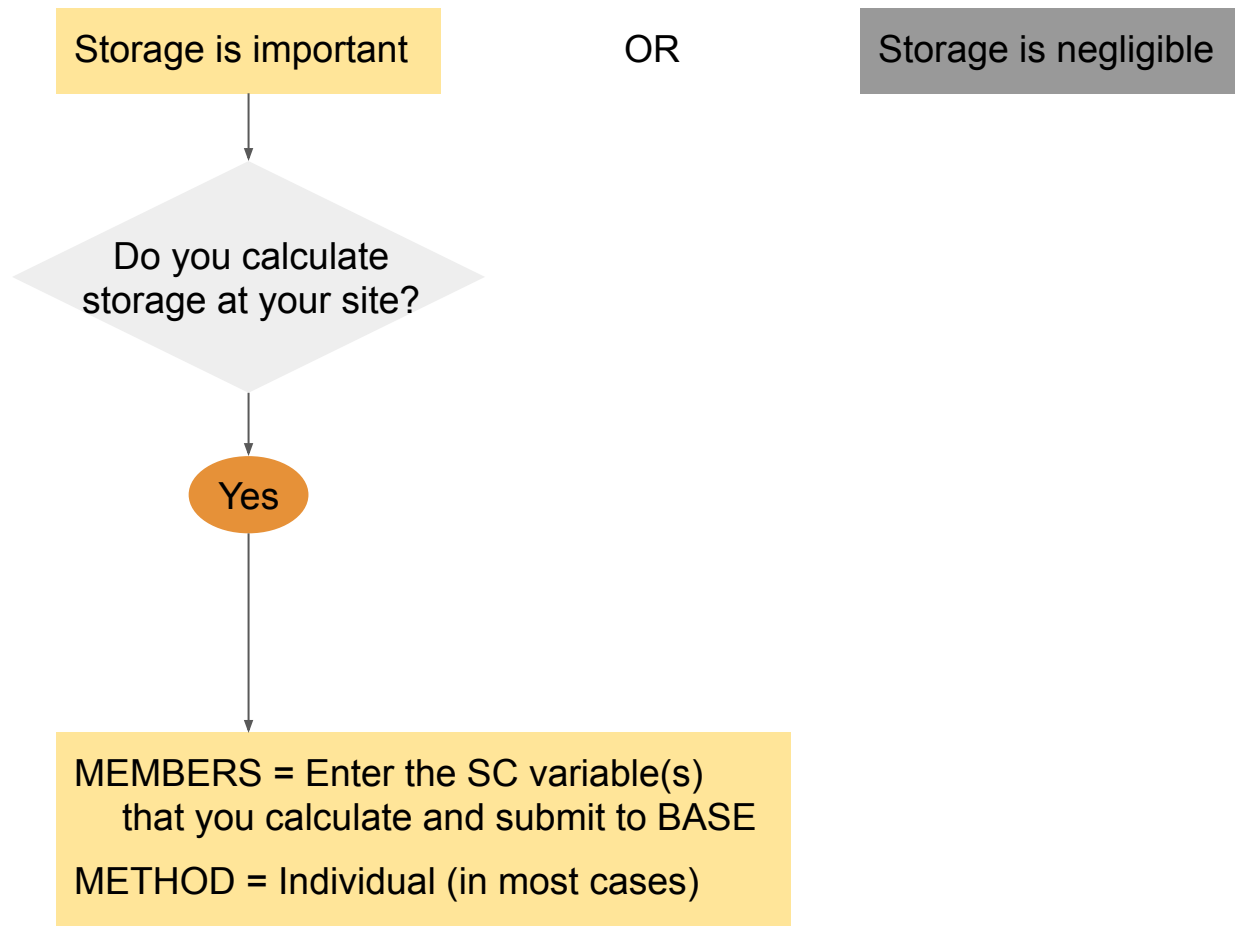 Storage is important
OR
Storage is negligible
Do you calculate
storage at your site?
Yes
MEMBERS = Enter the SC variable(s)
that you calculate and submit to BASE
METHOD = Individual (in most cases)